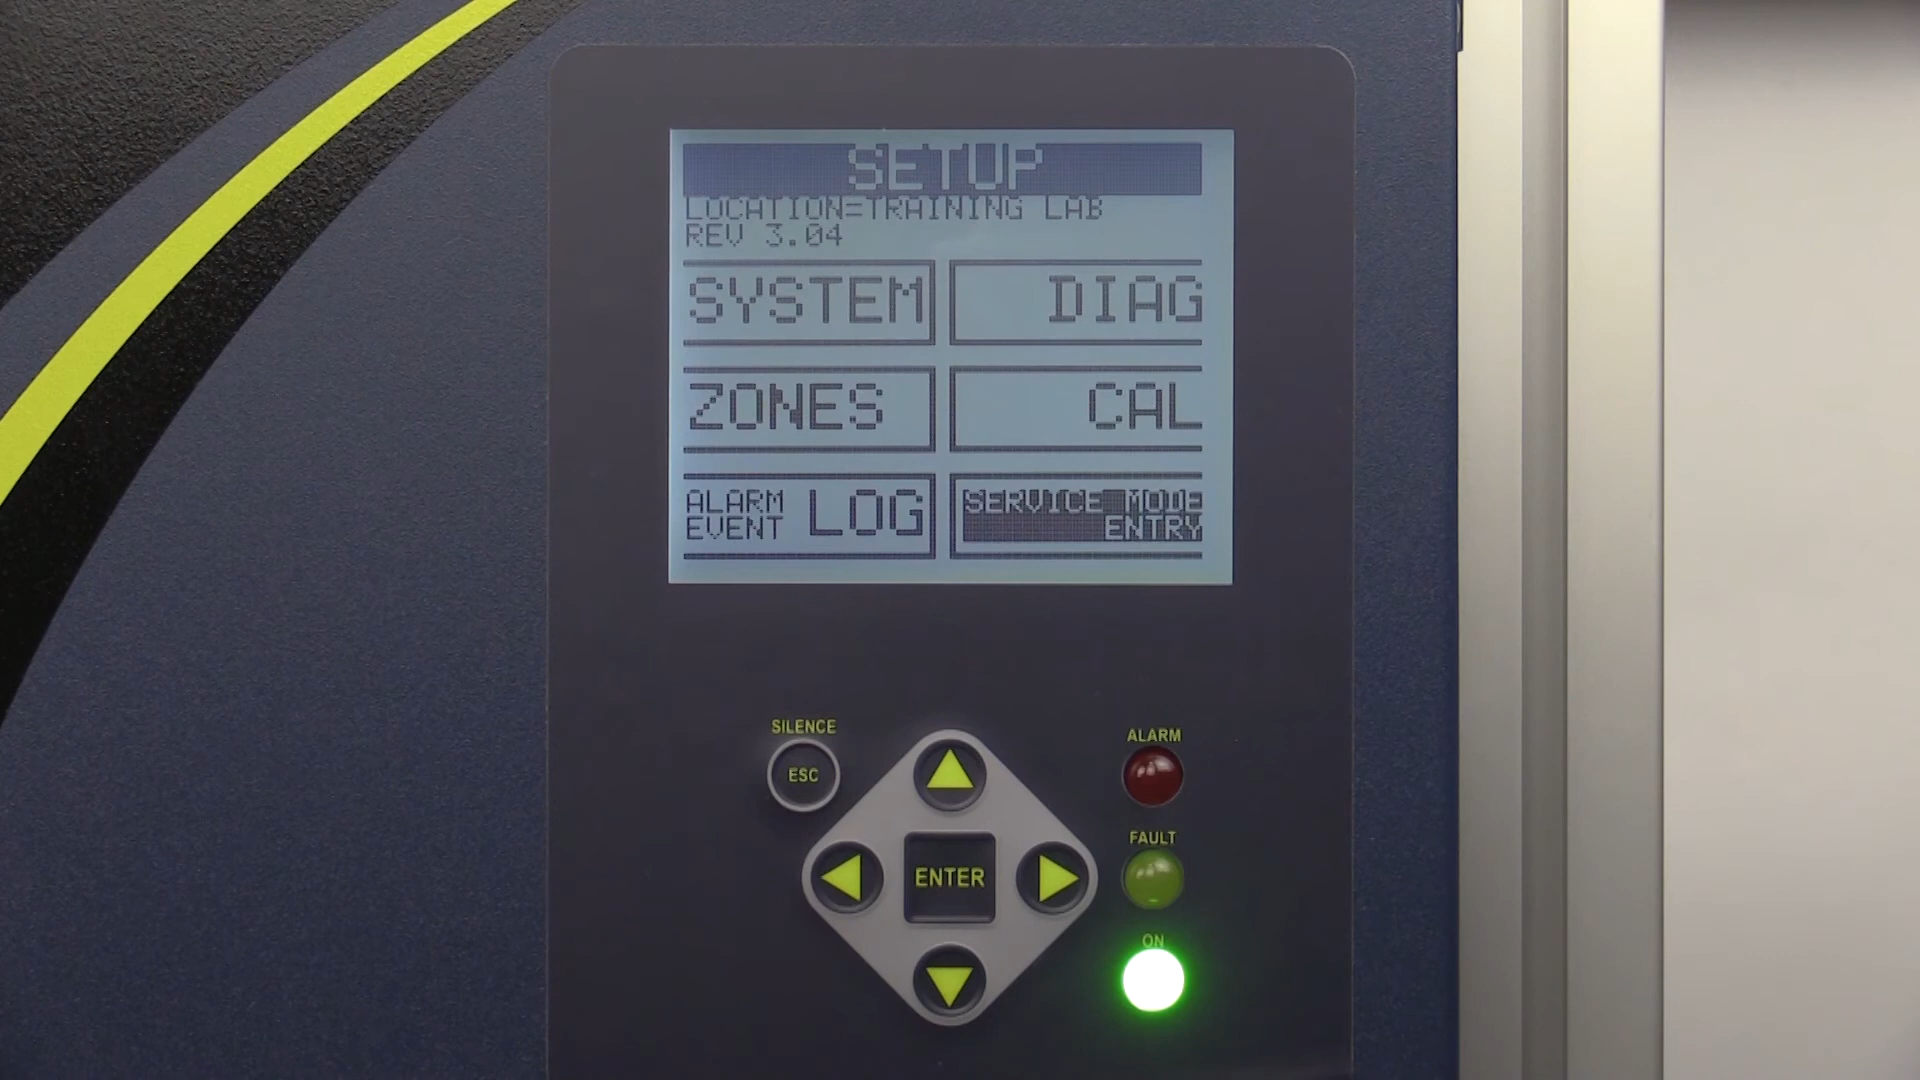 SETUP
LOCATION=TRAINING LAB
REV 3.04
SYSTEM
DIAG
ZONES
CAL
ALARM
EVENT LOG
SERVICE MODE
ENTRY
SILENCE
ESC
ENTER
ALARM
FAULT
ON